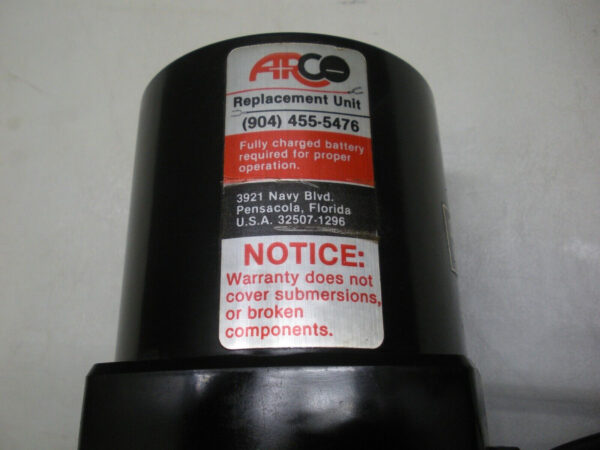 ARCO
Replacement Unit
(904) 455-5476
Fully charged battery
required for proper
operation.
3921 Navy Blvd.
Pensacola, Florida
U.S.A. 32507-1296
NOTICE:
Warranty does not
cover submersions,
or broken
components.